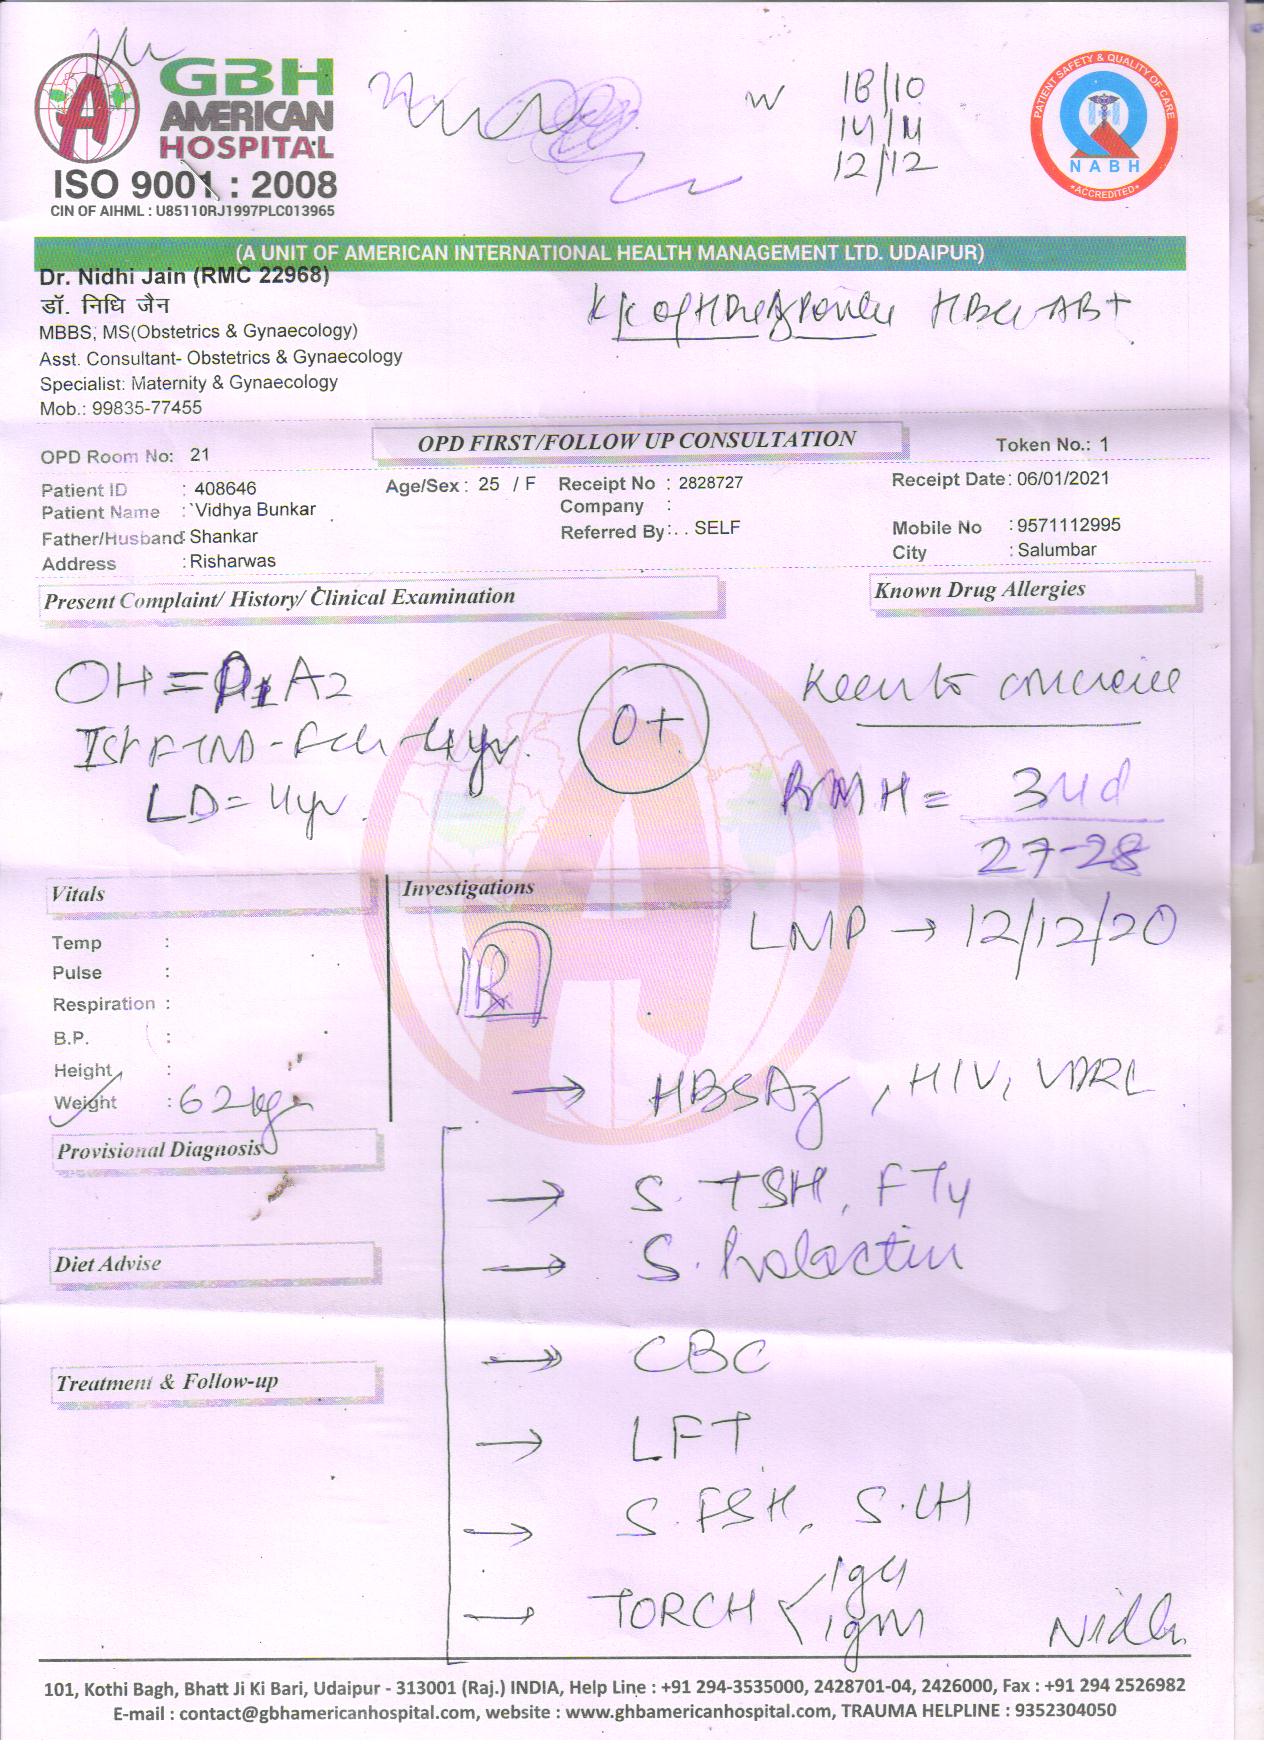 GBH
AMERICAN
HOSPITAL
ISO 9001 : 2008
CIN OF AIHML : U85110RJ1997PLC013965
18/10
14/11
12/12
PATIENT SAFETY & QUALITY OF CARE
NABH
ACCREDITED
(A UNIT OF AMERICAN INTERNATIONAL HEALTH MANAGEMENT LTD. UDAIPUR)
Dr. Nidhi Jain (RMC 22968)
डॉ. निधि जैन
MBBS, MS(Obstetrics & Gynaecology)
Asst. Consultant- Obstetrics & Gynaecology
Specialist: Maternity & Gynaecology
Mob.: 99835-77455
OPD FIRST/FOLLOW UP CONSULTATION
OPD Room No: 21
Token No.: 1
Patient ID : 408646 Age/Sex : 25 / F Receipt No : 2828727 Receipt Date: 06/01/2021
Patient Name : `Vidhya Bunkar Company :
Father/Husband: Shankar Referred By: . . SELF Mobile No : 9571112995
Address : Risharwas City : Salumbar
Present Complaint/ History/ Clinical Examination
Known Drug Allergies
OH = P1 A2
Ist FTND - Fch - 4yr.
LD = 4yr.
O+
Keen to conceive
PMH = 3-4d
27-28
Vitals
Investigations
LMP → 12/12/20
Rx
Temp :
Pulse :
Respiration :
B.P. :
Height :
Weight : 62kgs
→ HBSAg, HIV, VDRL
Provisional Diagnosis
→ S. TSH, FT4
→ S. Prolactin
Diet Advise
→ CBC
Treatment & Follow-up
→ LFT
→ S. FSH, S. LH
→ TORCH < IgG
IgM
Nidhi
101, Kothi Bagh, Bhatt Ji Ki Bari, Udaipur - 313001 (Raj.) INDIA, Help Line : +91 294-3535000, 2428701-04, 2426000, Fax : +91 294 2526982
E-mail : contact@gbhamericanhospital.com, website : www.ghbamericanhospital.com, TRAUMA HELPLINE : 9352304050